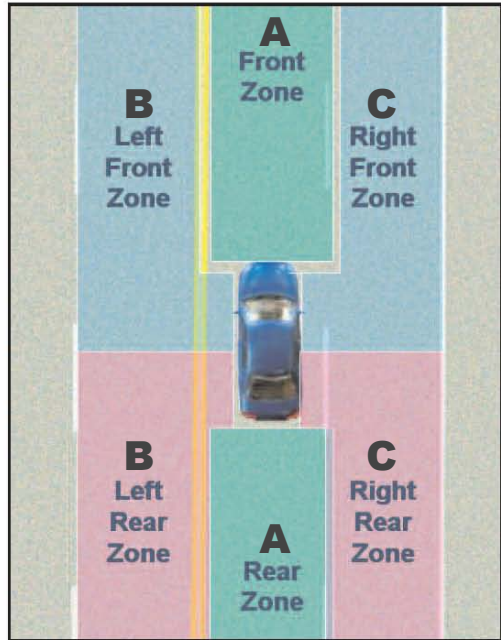 A
Front
Zone
B
Left
Front
Zone
C
Right
Front
Zone
B
Left
Rear
Zone
C
Right
Rear
Zone
A
Rear
Zone